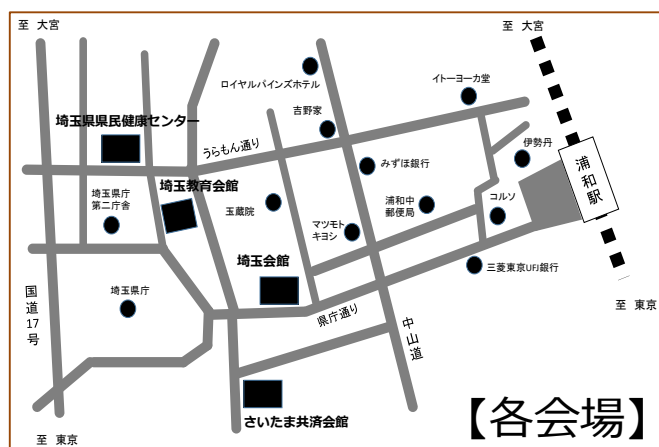 至 大宮
至 大宮
ロイヤルパインズホテル
イトーヨーカ堂
吉野家
埼玉県県民健康センター
うらもん通り
伊勢丹
みずほ銀行
浦和駅
埼玉教育会館
埼玉県庁
第二庁舎
玉蔵院
浦和中
郵便局
コルソ
マツモト
キヨシ
埼玉会館
三菱東京UFJ銀行
埼玉県庁
国道17号
県庁通り
中山道
至 東京
さいたま共済会館
【各会場】
至 東京